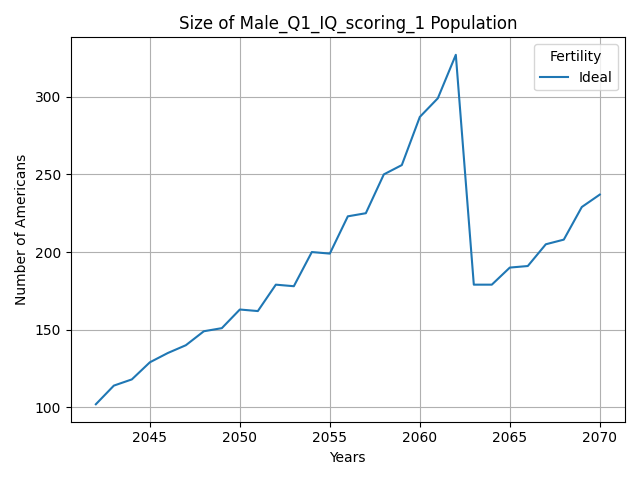 Size of Male_Q1_IQ_scoring_1 Population
Fertility
Ideal
Number of Americans
300
250
200
150
100
2045 2050 2055 2060 2065 2070
Years